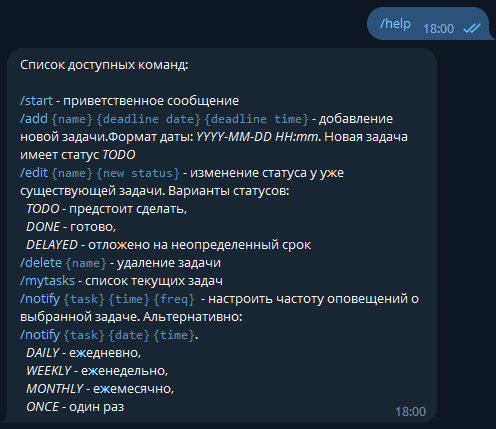 /help 18:00
Список доступных команд:
/start - приветственное сообщение
/add {name}{deadline date}{deadline time} - добавление
новой задачи.Формат даты: YYYY-MM-DD HH:mm. Новая задача
имеет статус TODO
/edit {name}{new status} - изменение статуса у уже
существующей задачи. Варианты статусов:
TODO - предстоит сделать,
DONE - готово,
DELAYED - отложено на неопределенный срок
/delete {name} - удаление задачи
/mytasks - список текущих задач
/notify {task}{time}{freq} - настроить частоту оповещений о
выбранной задаче. Альтернативно:
/notify {task}{date}{time}.
DAILY - ежедневно,
WEEKLY - еженедельно,
MONTHLY - ежемесячно,
ONCE - один раз
18:00